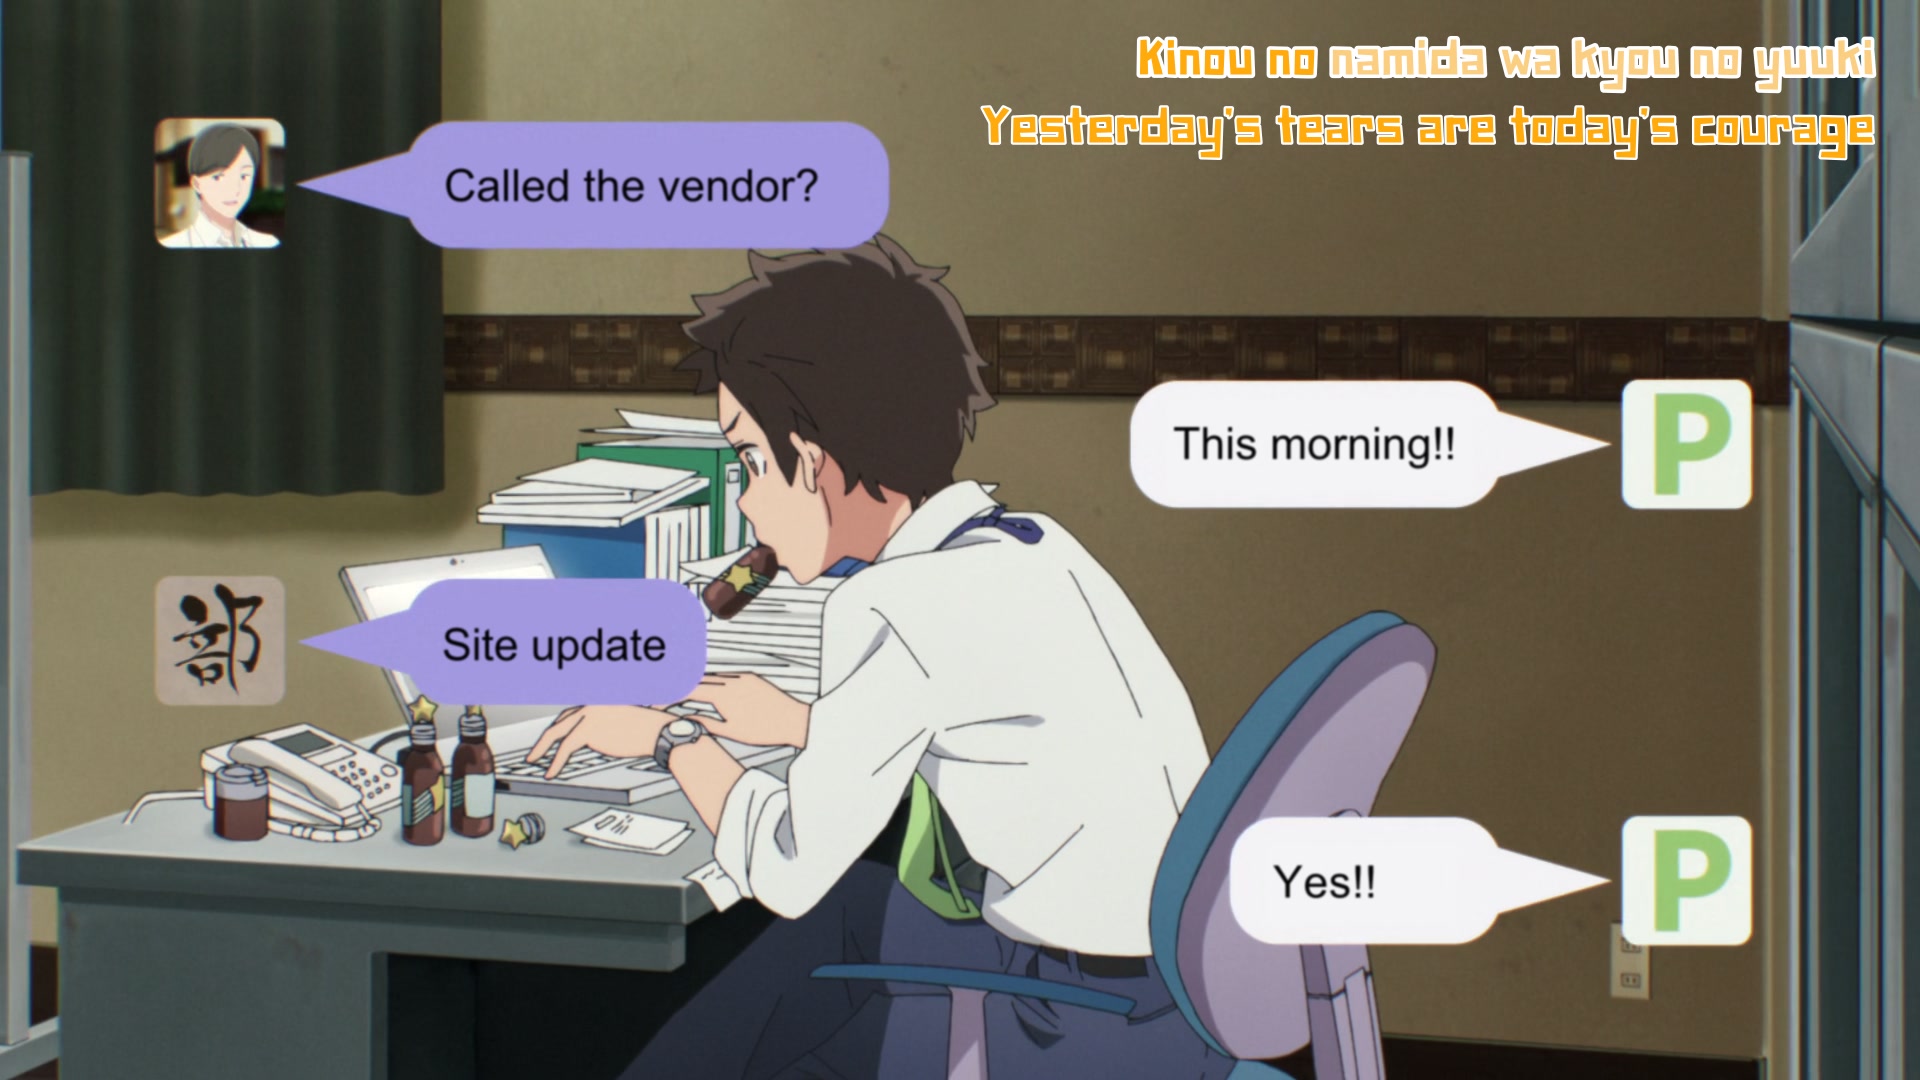 Kinou no namida wa kyou no yuuki
Yesterday's tears are today's courage
Called the vendor?
This morning!!
P
部
Site update
Yes!!
P